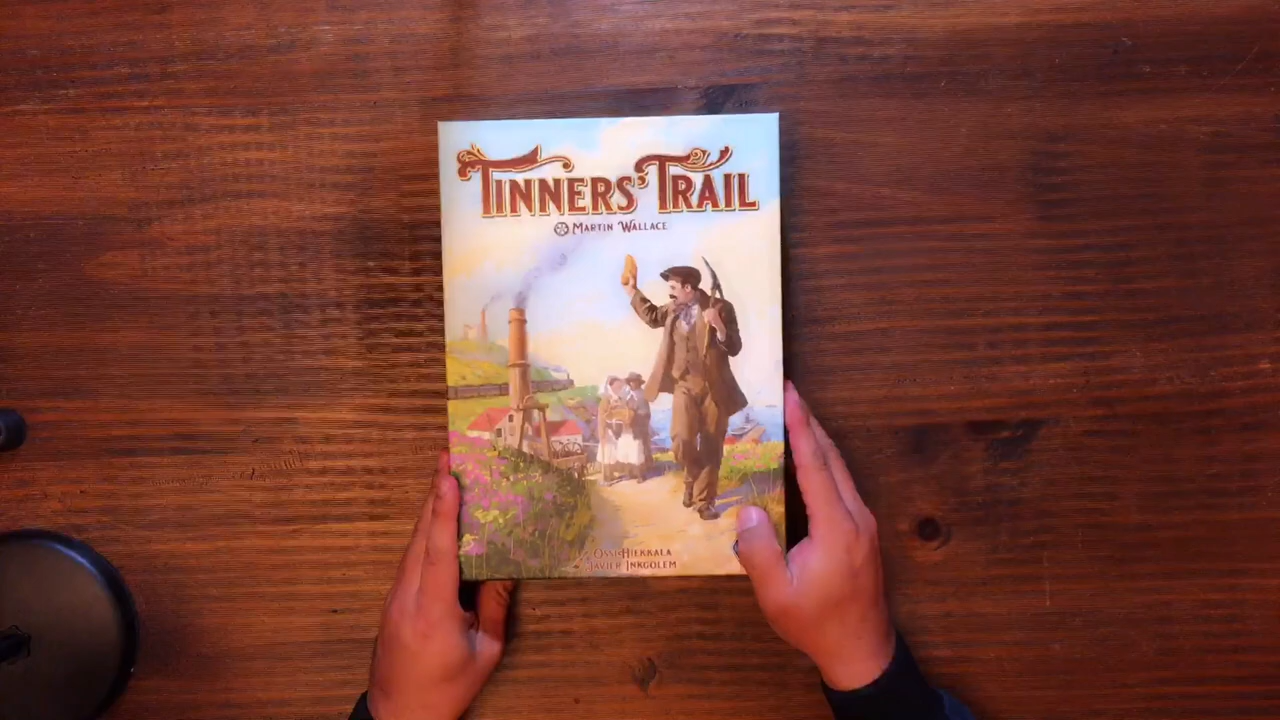 TINNERS' TRAIL
MARTIN WALLACE
OSSI HIEKKALA
JAVIER INKGOLEM